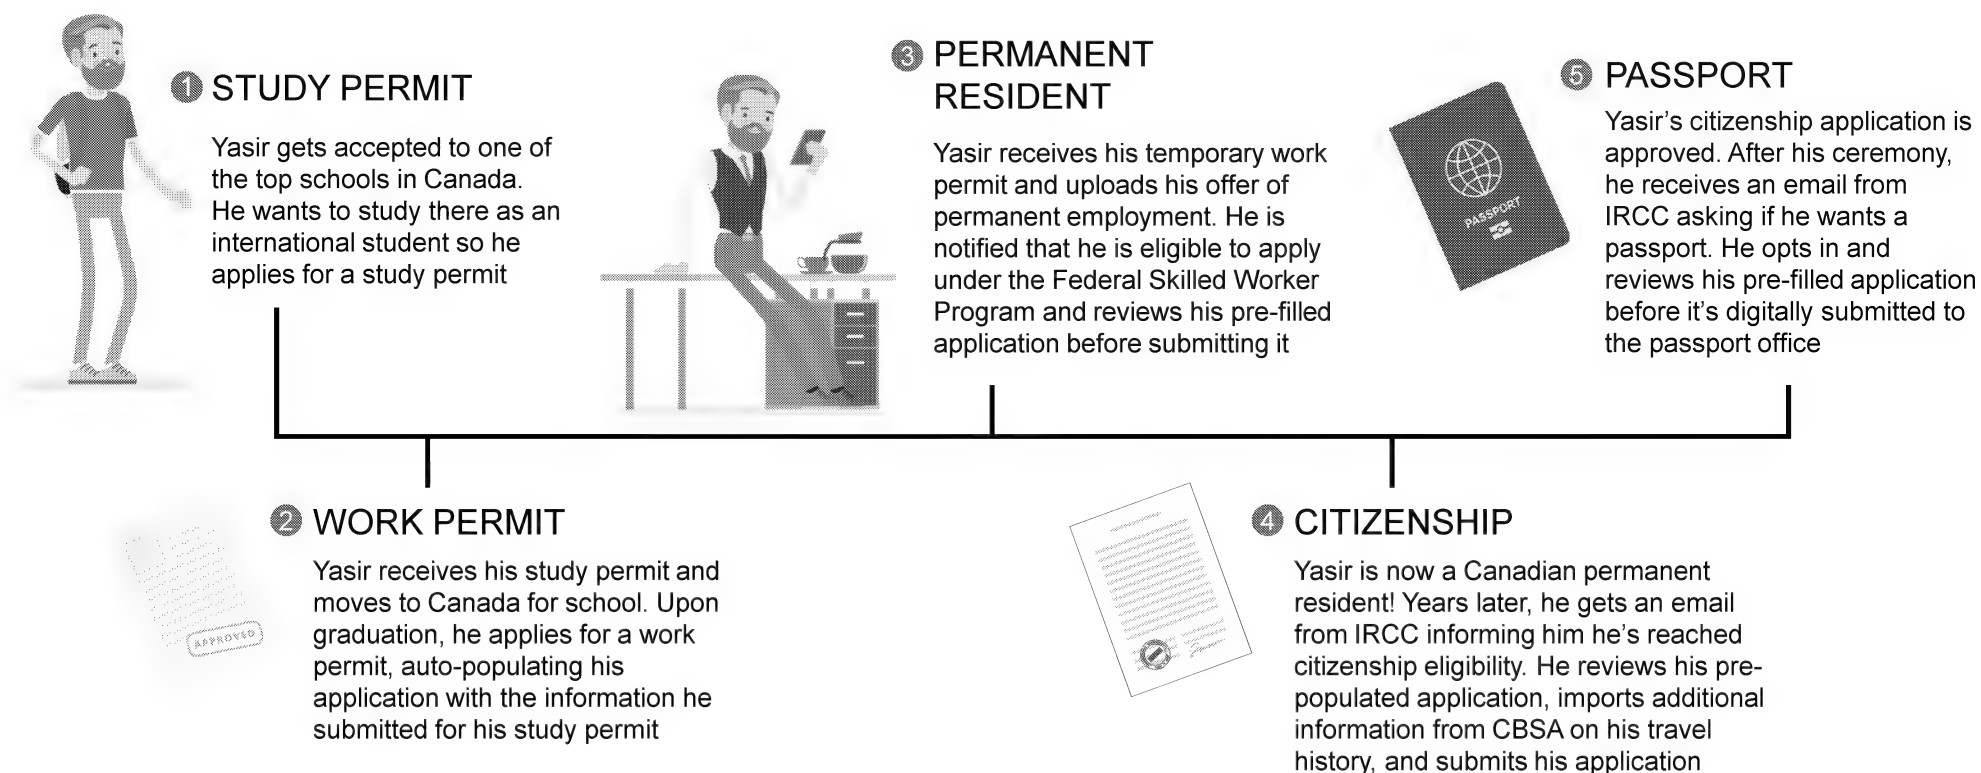 1 STUDY PERMIT
Yasir gets accepted to one of
the top schools in Canada.
He wants to study there as an
international student so he
applies for a study permit
2 WORK PERMIT
Yasir receives his study permit and
moves to Canada for school. Upon
graduation, he applies for a work
permit, auto-populating his
application with the information he
submitted for his study permit
APPROVED
3 PERMANENT
RESIDENT
Yasir receives his temporary work
permit and uploads his offer of
permanent employment. He is
notified that he is eligible to apply
under the Federal Skilled Worker
Program and reviews his pre-filled
application before submitting it
4 CITIZENSHIP
Yasir is now a Canadian permanent
resident! Years later, he gets an email
from IRCC informing him he's reached
citizenship eligibility. He reviews his pre-
populated application, imports additional
information from CBSA on his travel
history, and submits his application
5 PASSPORT
Yasir's citizenship application is
approved. After his ceremony,
he receives an email from
IRCC asking if he wants a
passport. He opts in and
reviews his pre-filled application
before it's digitally submitted to
the passport office
PASSPORT